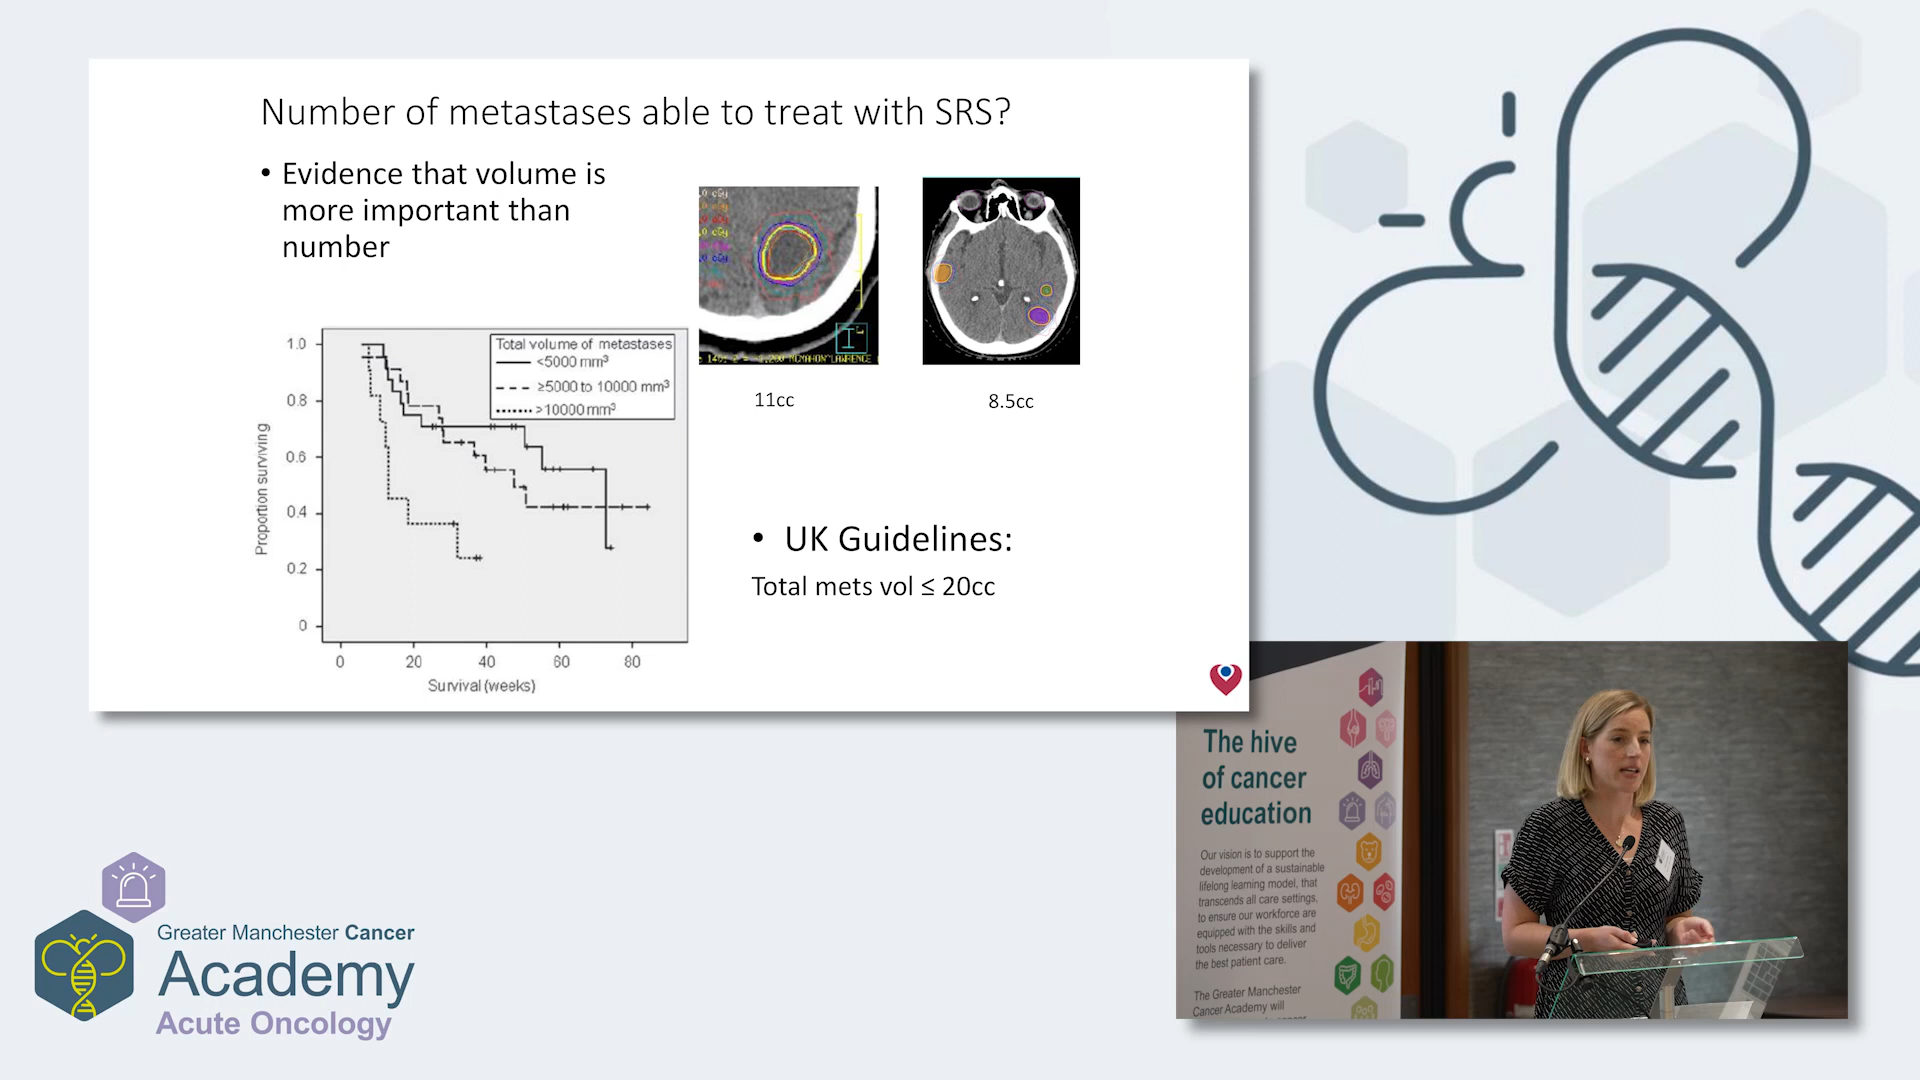 Number of metastases able to treat with SRS?
• Evidence that volume is
more important than
number
11cc
8.5cc
Total volume of metastases
<5000 mm³
≥5000 to 10000 mm³
>10000 mm³
Proportion surviving
1.0
0.8
0.6
0.4
0.2
0
0 20 40 60 80
Survival (weeks)
• UK Guidelines:
Total mets vol ≤ 20cc
The hive
of cancer
education
Our vision is to support the
development of a sustainable
lifelong learning model, that
transcends all care settings,
to ensure our workforce are
equipped with the skills and
tools necessary to deliver
the best patient care.
The Greater Manchester
Cancer Academy will
Greater Manchester Cancer
Academy
Acute Oncology